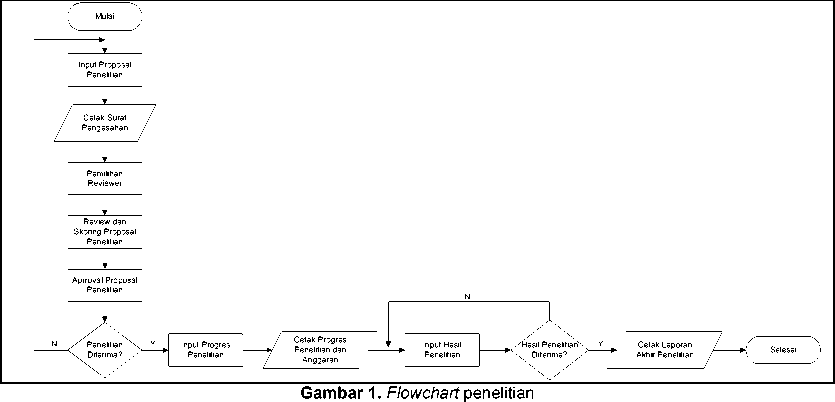 Mulai
Input Proposal
Penelitian
Cetak Surat
Pengesahan
Pemilihan
Reviewer
Review dan
Skoring Proposal
Penelitian
Approval Proposal
Penelitian
N
Penelitian
Diterima?
Y
Input Progres
Penelitian
Cetak Progres
Penelitian dan
Anggaran
Input Hasil
Penelitian
N
Hasil Penelitian
Diterima?
Y
Cetak Laporan
Akhir Penelitian
Selesai
Gambar 1. Flowchart penelitian